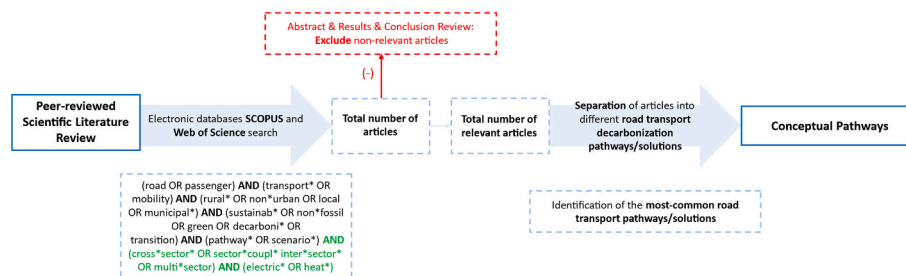 Abstract & Results & Conclusion Review:
Exclude non-relevant articles
(-)
Peer-reviewed
Scientific Literature
Review
Electronic databases SCOPUS and
Web of Science search
Total number of
articles
Total number of
relevant articles
Separation of articles into
different road transport
decarbonization
pathways/solutions
Conceptual Pathways
(road OR passenger) AND (transport* OR
mobility) AND (rural* OR non*urban OR local
OR municipal*) AND (sustainab* OR non*fossil
OR green OR decarboni* OR
transition) AND (pathway* OR scenario*) AND
(cross*sector* OR sector*coupl* inter*sector*
OR multi*sector) AND (electric* OR heat*)
Identification of the most-common road
transport pathways/solutions